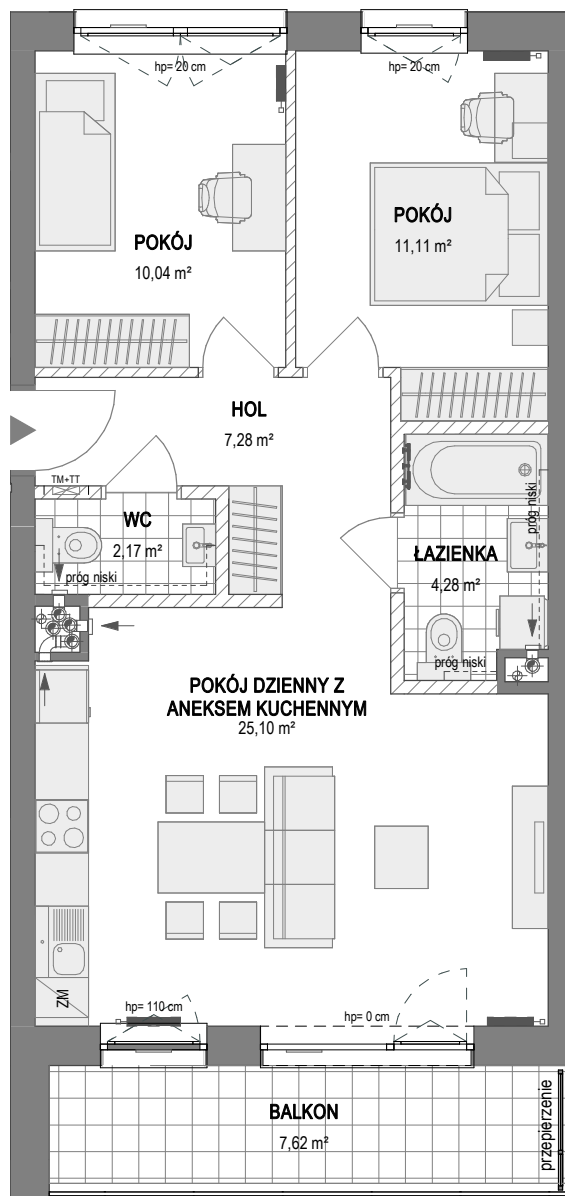 hp= 20 cm
hp= 20 cm
POKÓJ
10,04 m²
POKÓJ
11,11 m²
HOL
7,28 m²
TM+TT
WC
2,17 m²
próg niski
próg niski
ŁAZIENKA
4,28 m²
próg niski
POKÓJ DZIENNY Z
ANEKSEM KUCHENNYM
25,10 m²
ZM
hp= 110 cm
hp= 0 cm
BALKON
7,62 m²
przepierzenie